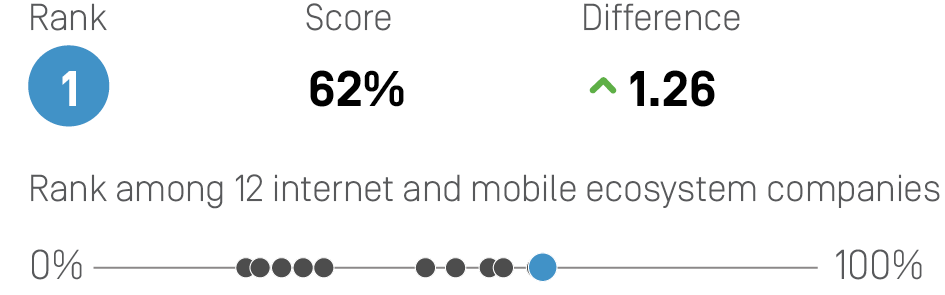 Rank Score Difference
1 62% 1.26
Rank among 12 internet and mobile ecosystem companies
0% 100%